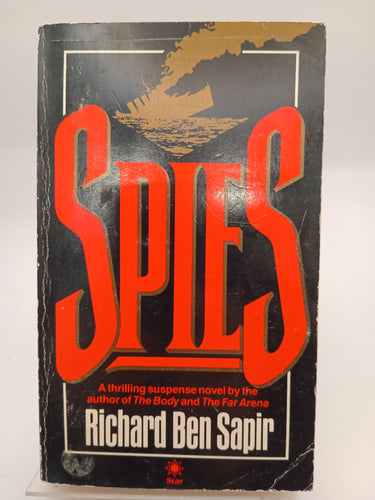 SPIES
A thrilling suspense novel by the
author of The Body and The Far Arena
Richard Ben Sapir
Star